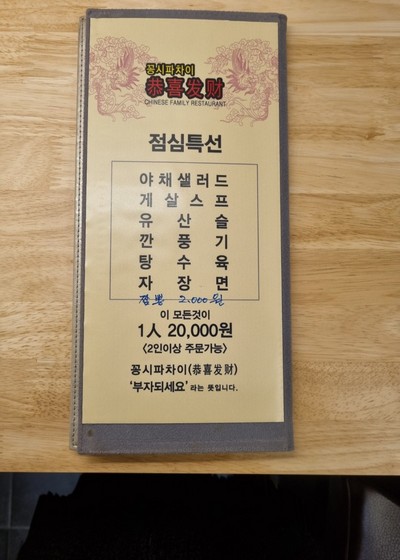 꽁시파차이
恭喜发财
CHINESE FAMILY RESTAURANT
점심특선
야채샐러드
게살스프
유산슬
깐풍기
탕수육
자장면
짬뽕 2,000원
이 모든것이
1人 20,000원
<2인이상 주문가능>
꽁시파차이(恭喜发财)
‘부자되세요’ 라는 뜻입니다.